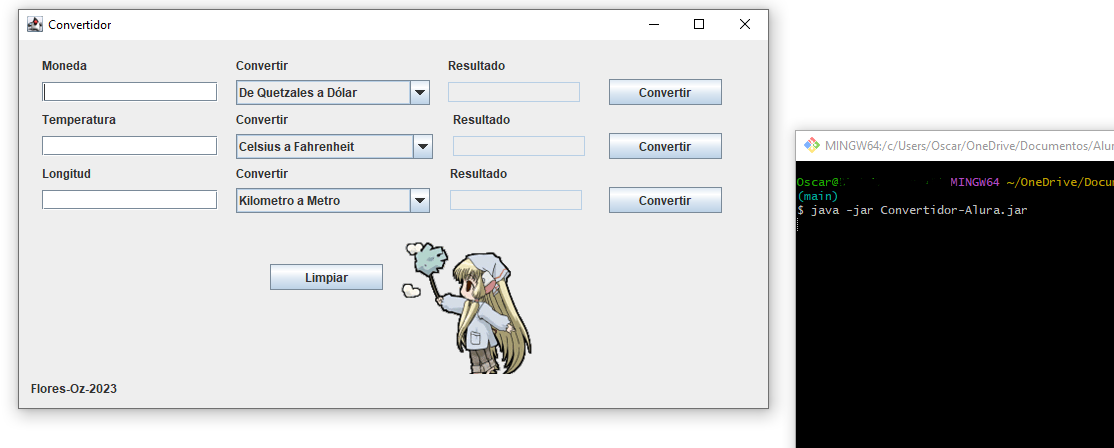 Convertidor
Moneda Convertir Resultado
De Quetzales a Dólar Convertir
Temperatura Convertir Resultado
Celsius a Fahrenheit Convertir
Longitud Convertir Resultado
Kilometro a Metro Convertir
Limpiar
Flores-Oz-2023
MINGW64:/c/Users/Oscar/OneDrive/Documentos/Alur
Oscar@ MINGW64 ~/OneDrive/Docum
(main)
$ java -jar Convertidor-Alura.jar